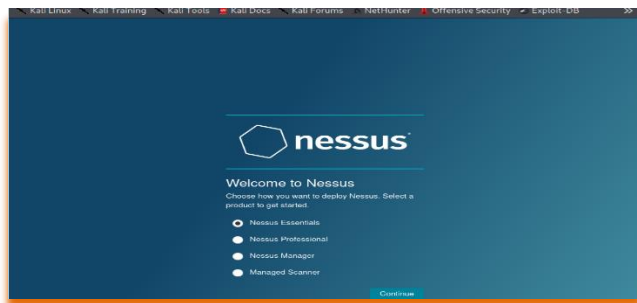 Kali Linux Kali Training Kali Tools Kali Docs Kali Forums NetHunter Offensive Security Exploit-DB >>
nessus
Welcome to Nessus
Choose how you want to deploy Nessus. Select a
product to get started.
Nessus Essentials
Nessus Professional
Nessus Manager
Managed Scanner
Continue